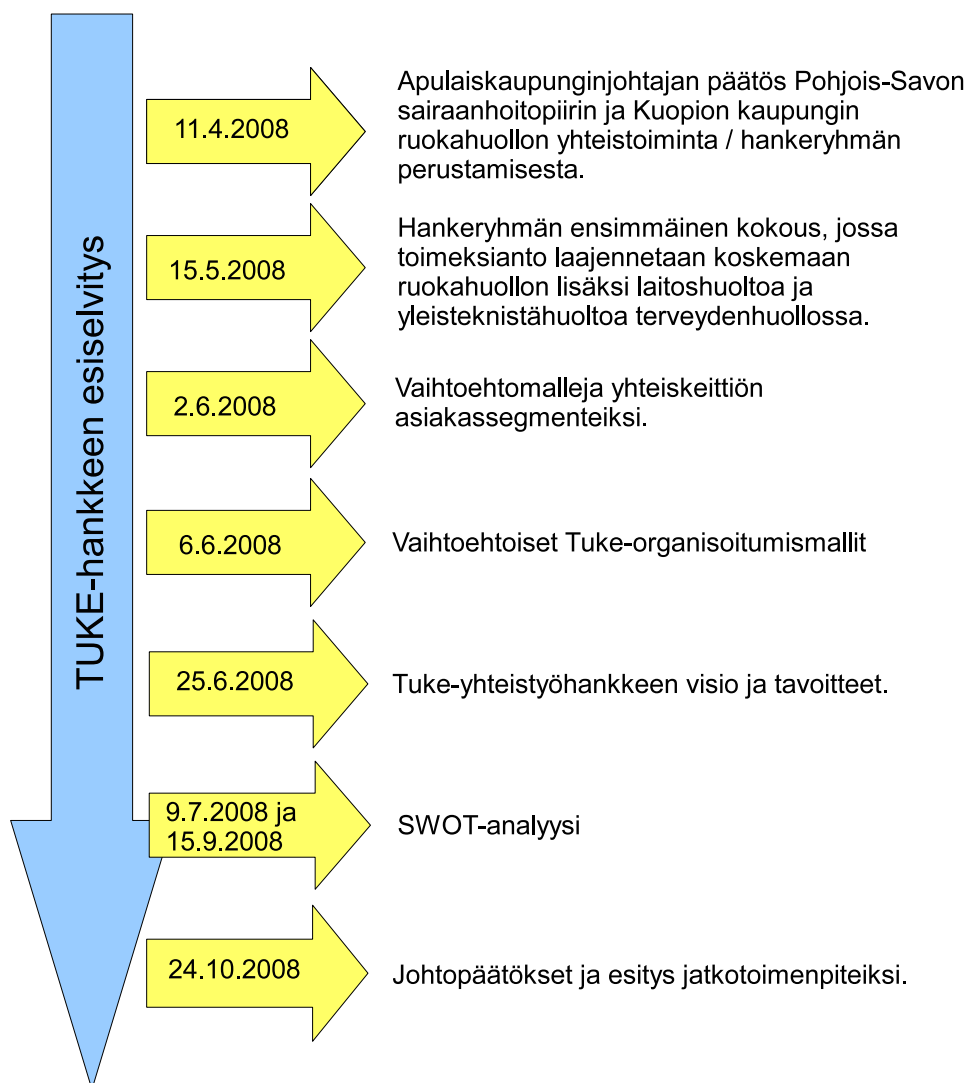 TUKE-hankkeen esiselvitys
11.4.2008
Apulaiskaupunginjohtajan päätös Pohjois-Savon
sairaanhoitopiirin ja Kuopion kaupungin
ruokahuollon yhteistoiminta / hankeryhmän
perustamisesta.
15.5.2008
Hankeryhmän ensimmäinen kokous, jossa
toimeksianto laajennetaan koskemaan
ruokahuollon lisäksi laitoshuoltoa ja
yleisteknistähuoltoa terveydenhuollossa.
2.6.2008
Vaihtoehtomalleja yhteiskeittiön
asiakassegmenteiksi.
6.6.2008
Vaihtoehtoiset Tuke-organisoitumismallit
25.6.2008
Tuke-yhteistyöhankkeen visio ja tavoitteet.
9.7.2008 ja
15.9.2008
SWOT-analyysi
24.10.2008
Johtopäätökset ja esitys jatkotoimenpiteiksi.